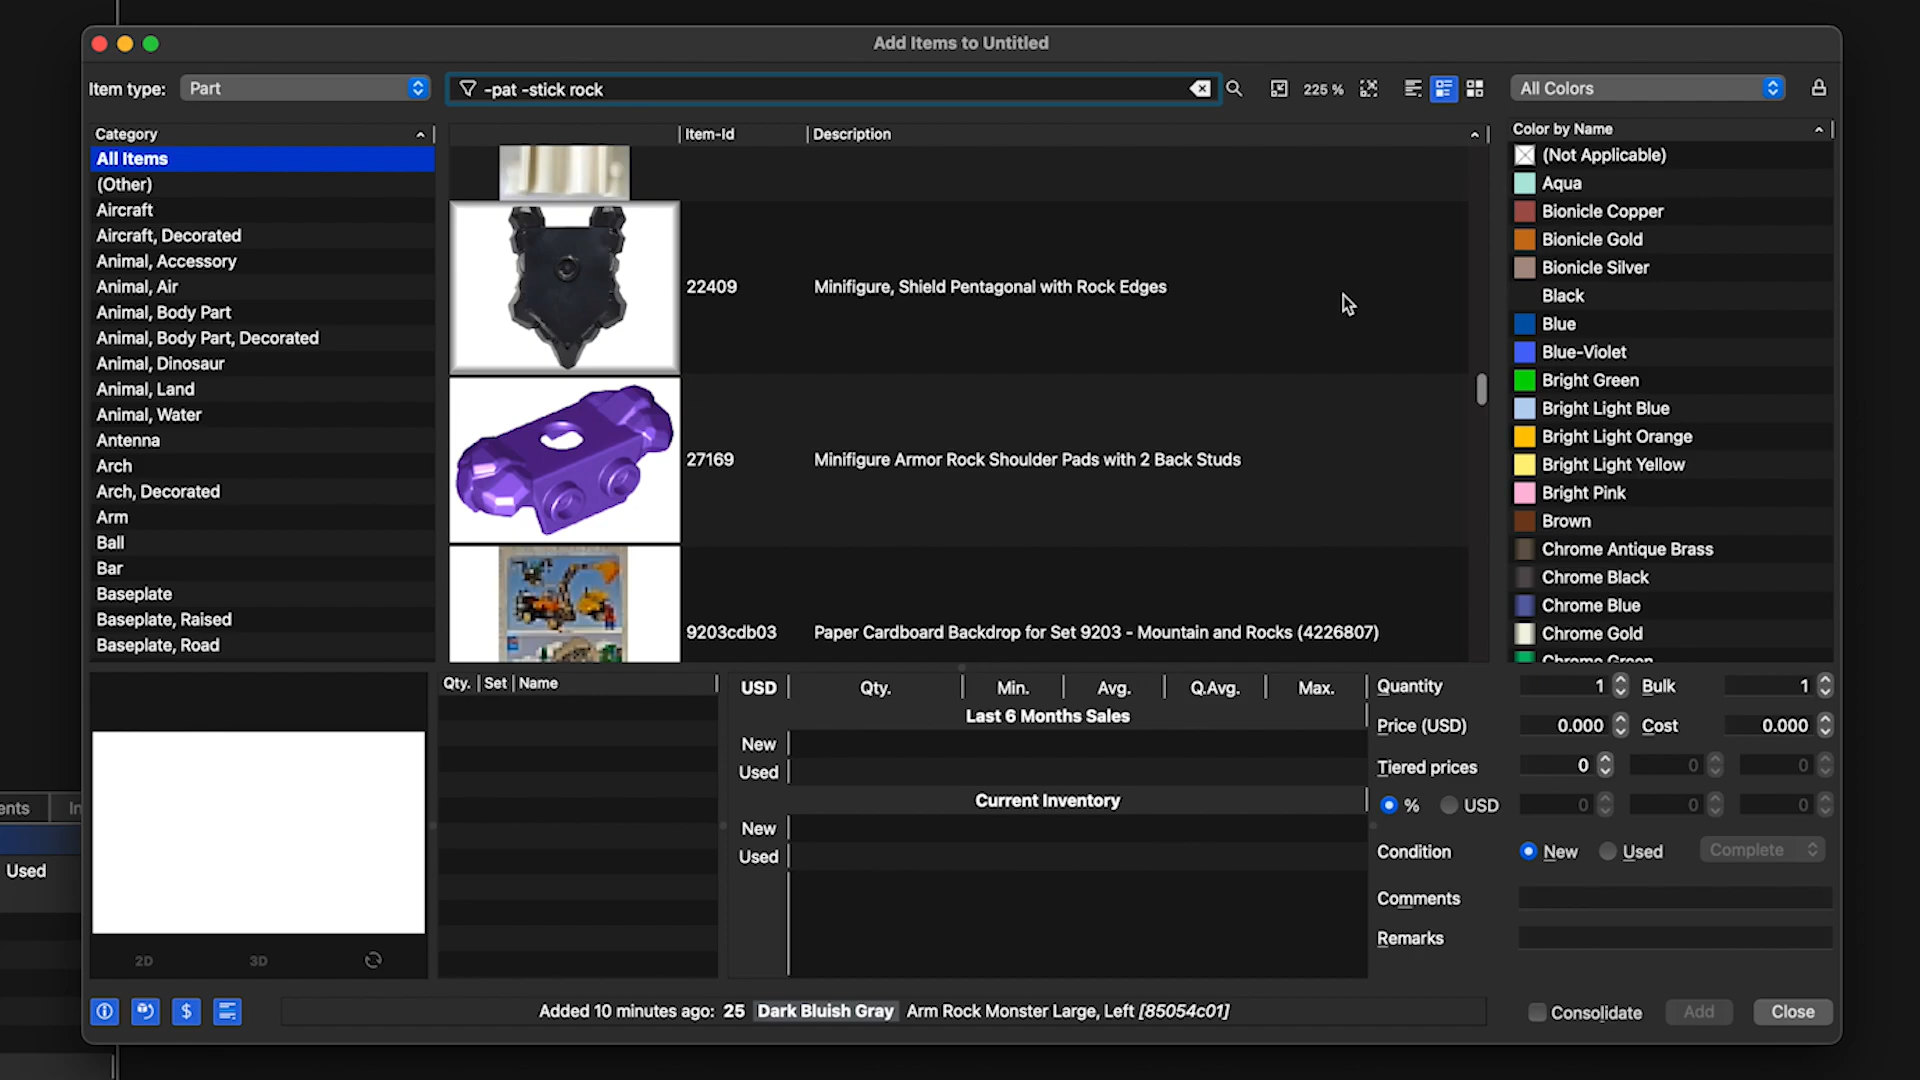 Add Items to Untitled
Item type: Part -pat -stick rock 225 % All Colors
Category
All Items
(Other)
Aircraft
Aircraft, Decorated
Animal, Accessory
Animal, Air
Animal, Body Part
Animal, Body Part, Decorated
Animal, Dinosaur
Animal, Land
Animal, Water
Antenna
Arch
Arch, Decorated
Arm
Ball
Bar
Baseplate
Baseplate, Raised
Baseplate, Road
Item-Id Description
22409 Minifigure, Shield Pentagonal with Rock Edges
27169 Minifigure Armor Rock Shoulder Pads with 2 Back Studs
9203cdb03 Paper Cardboard Backdrop for Set 9203 - Mountain and Rocks (4226807)
Color by Name
(Not Applicable)
Aqua
Bionicle Copper
Bionicle Gold
Bionicle Silver
Black
Blue
Blue-Violet
Bright Green
Bright Light Blue
Bright Light Orange
Bright Light Yellow
Bright Pink
Brown
Chrome Antique Brass
Chrome Black
Chrome Blue
Chrome Gold
Chrome Green
2D 3D
Qty. Set Name
USD Qty. Min. Avg. Q.Avg. Max.
Last 6 Months Sales
New
Used
Current Inventory
New
Used
Quantity 1 Bulk 1
Price (USD) 0.000 Cost 0.000
Tiered prices 0 0 0
% USD 0 0 0
Condition New Used Complete
Comments
Remarks
ents In
Used
$ Added 10 minutes ago: 25 Dark Bluish Gray Arm Rock Monster Large, Left [85054c01]
Consolidate Add Close